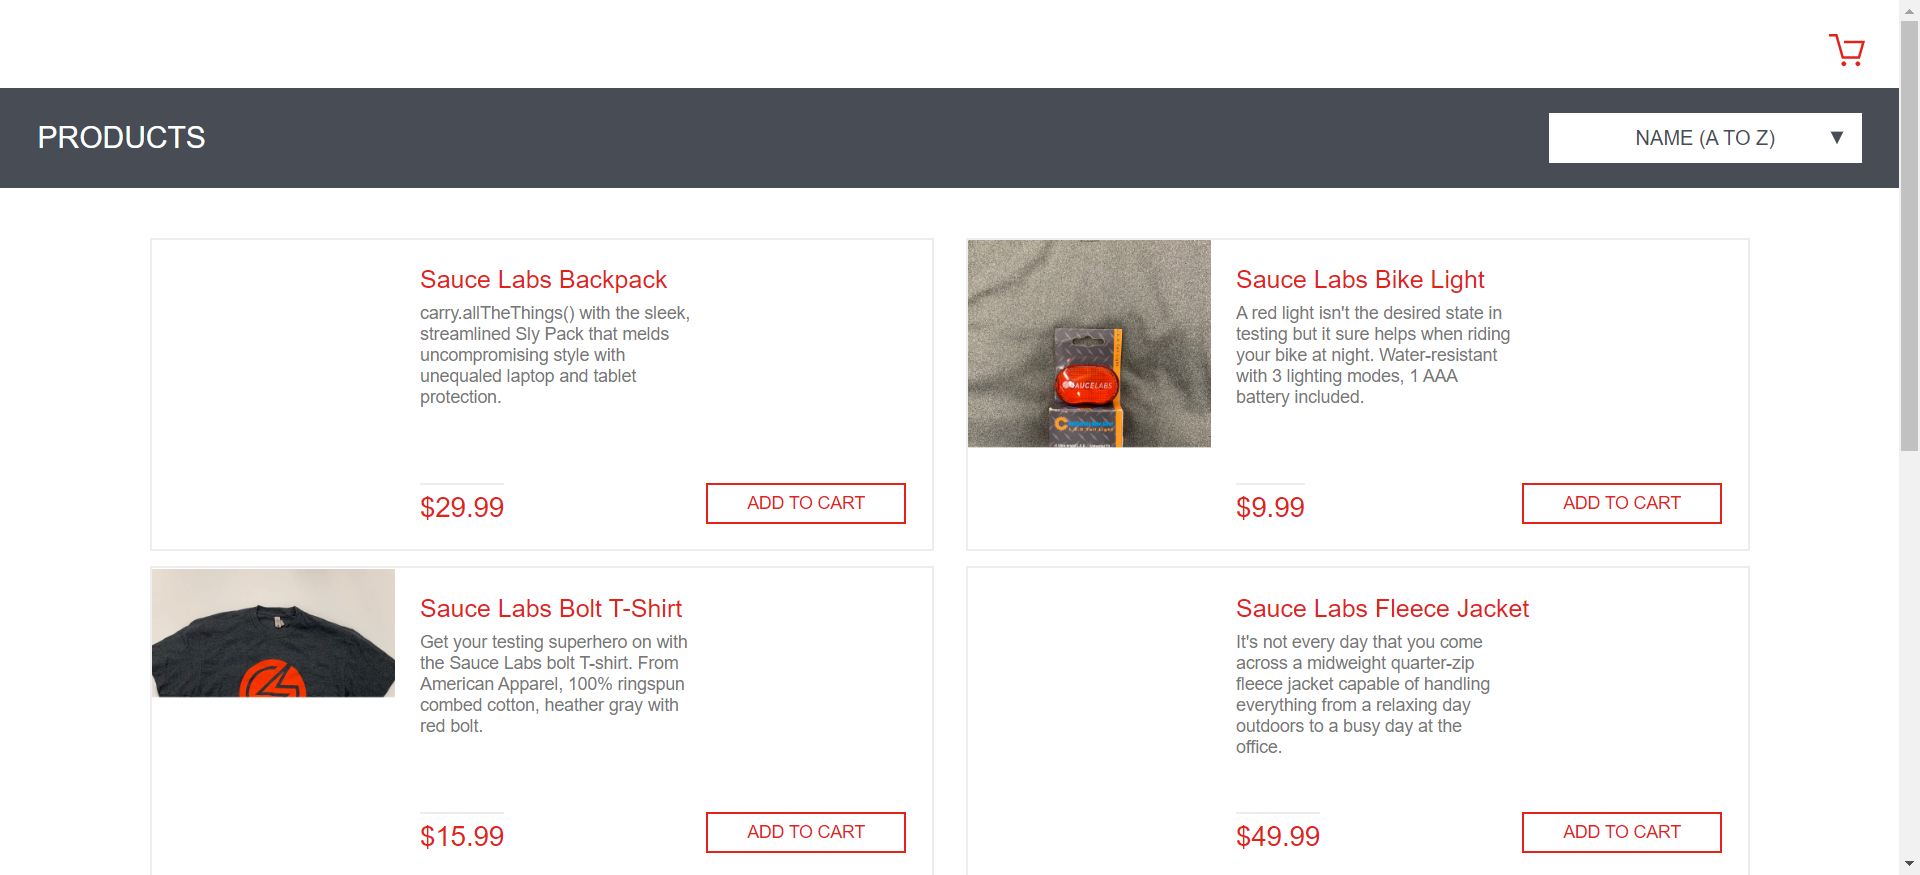 PRODUCTS
NAME (A TO Z)
Sauce Labs Backpack
carry.allTheThings() with the sleek,
streamlined Sly Pack that melds
uncompromising style with
unequaled laptop and tablet
protection.
$29.99
ADD TO CART
Sauce Labs Bike Light
A red light isn't the desired state in
testing but it sure helps when riding
your bike at night. Water-resistant
with 3 lighting modes, 1 AAA
battery included.
SAUCELABS
$9.99
ADD TO CART
Sauce Labs Bolt T-Shirt
Get your testing superhero on with
the Sauce Labs bolt T-shirt. From
American Apparel, 100% ringspun
combed cotton, heather gray with
red bolt.
$15.99
ADD TO CART
Sauce Labs Fleece Jacket
It's not every day that you come
across a midweight quarter-zip
fleece jacket capable of handling
everything from a relaxing day
outdoors to a busy day at the
office.
$49.99
ADD TO CART